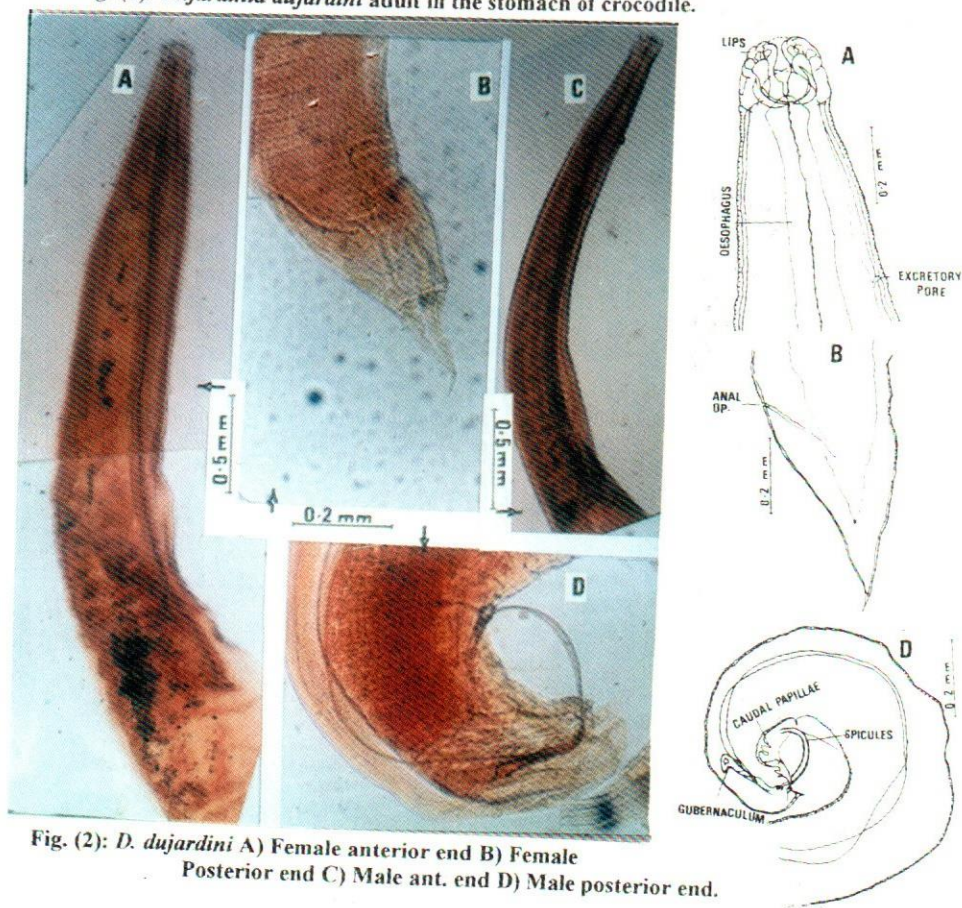 dujardini adult in the stomach of crocodile.
A
B
C
0.5 mm
0.5 mm
0.2 mm
D
LIPS
A
0.2 mm
OESOPHAGUS
EXCRETORY
PORE
B
ANAL
OP.
0.2 mm
D
0.2 mm
CAUDAL PAPILLAE
SPICULES
GUBERNACULUM
Fig. (2): D. dujardini A) Female anterior end B) Female
Posterior end C) Male ant. end D) Male posterior end.